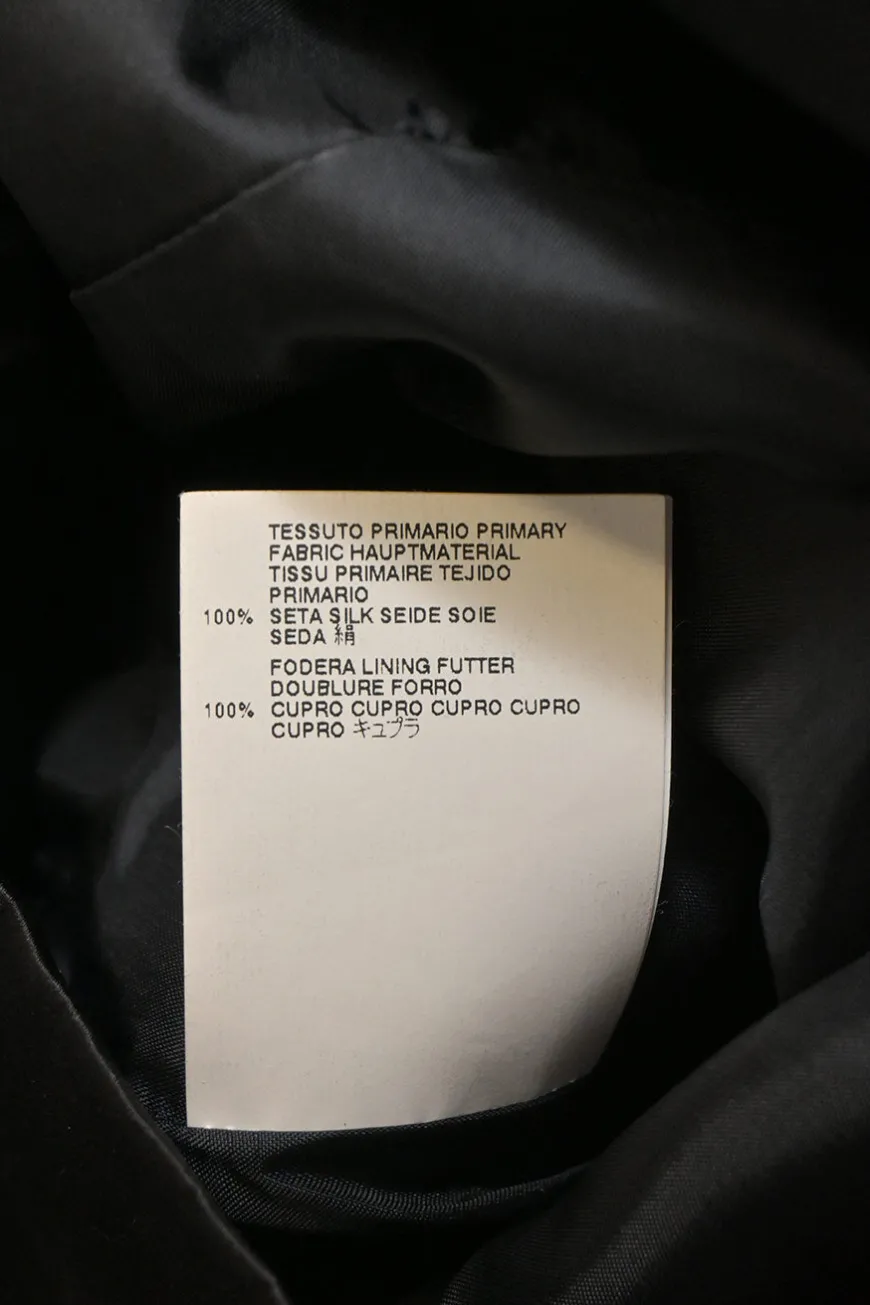 TESSUTO PRIMARIO PRIMARY
FABRIC HAUPTMATERIAL
TISSU PRIMAIRE TEJIDO
PRIMARIO
100% SETA SILK SEIDE SOIE
SEDA 絹
FODERA LINING FUTTER
DOUBLURE FORRO
100% CUPRO CUPRO CUPRO CUPRO
CUPRO キュプラ